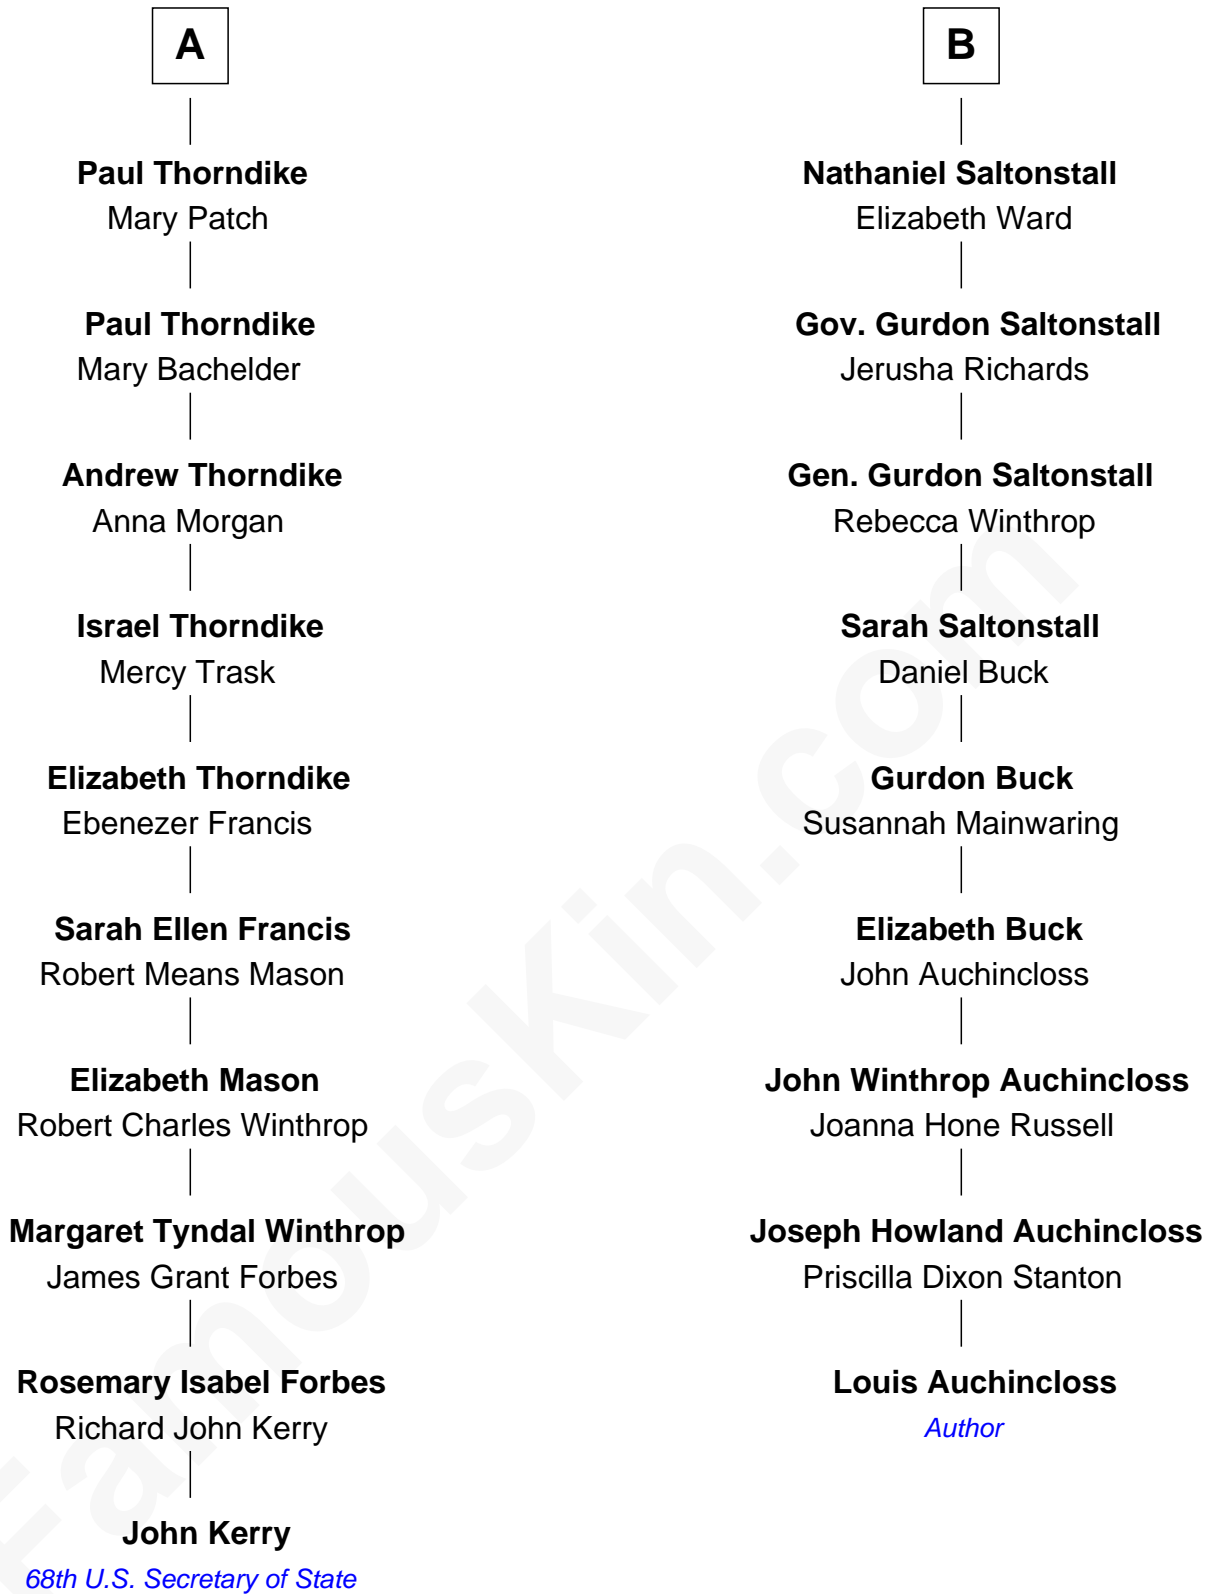 A
Paul Thorndike
Mary Patch
Paul Thorndike
Mary Bachelder
Andrew Thorndike
Anna Morgan
Israel Thorndike
Mercy Trask
Elizabeth Thorndike
Ebenezer Francis
Sarah Ellen Francis
Robert Means Mason
Elizabeth Mason
Robert Charles Winthrop
Margaret Tyndal Winthrop
James Grant Forbes
Rosemary Isabel Forbes
Richard John Kerry
John Kerry
68th U.S. Secretary of State
B
Nathaniel Saltonstall
Elizabeth Ward
Gov. Gurdon Saltonstall
Jerusha Richards
Gen. Gurdon Saltonstall
Rebecca Winthrop
Sarah Saltonstall
Daniel Buck
Gurdon Buck
Susannah Mainwaring
Elizabeth Buck
John Auchincloss
John Winthrop Auchincloss
Joanna Hone Russell
Joseph Howland Auchincloss
Priscilla Dixon Stanton
Louis Auchincloss
Author
FamousKin.com